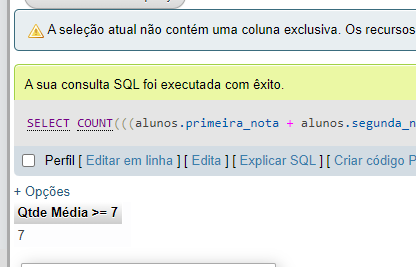 A seleção atual não contém uma coluna exclusiva. Os recursos
A sua consulta SQL foi executada com êxito.
SELECT COUNT(((alunos.primeira_nota + alunos.segunda_n
Perfil [ Editar em linha ] [ Edita ] [ Explicar SQL ] [ Criar código P
+ Opções
Qtde Média >= 7
7